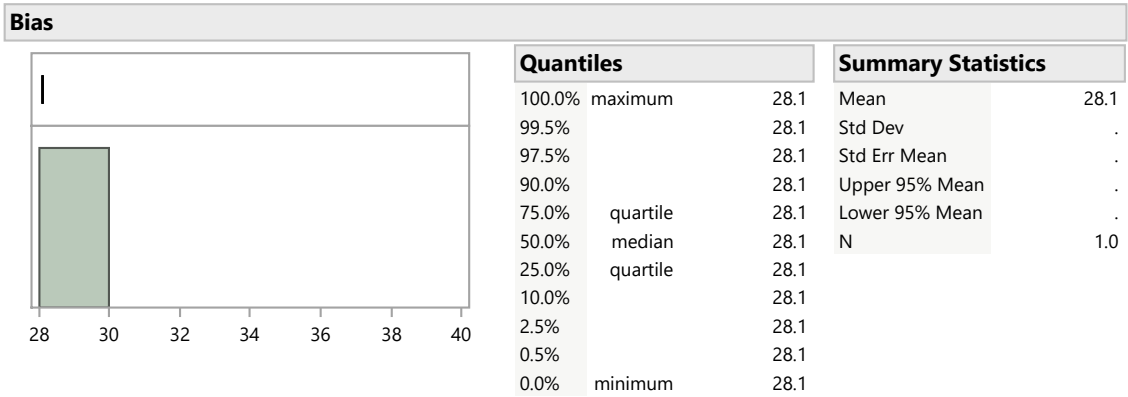 Bias
28 30 32 34 36 38 40
Quantiles
100.0% maximum 28.1
99.5% 28.1
97.5% 28.1
90.0% 28.1
75.0% quartile 28.1
50.0% median 28.1
25.0% quartile 28.1
10.0% 28.1
2.5% 28.1
0.5% 28.1
0.0% minimum 28.1
Summary Statistics
Mean 28.1
Std Dev .
Std Err Mean .
Upper 95% Mean .
Lower 95% Mean .
N 1.0